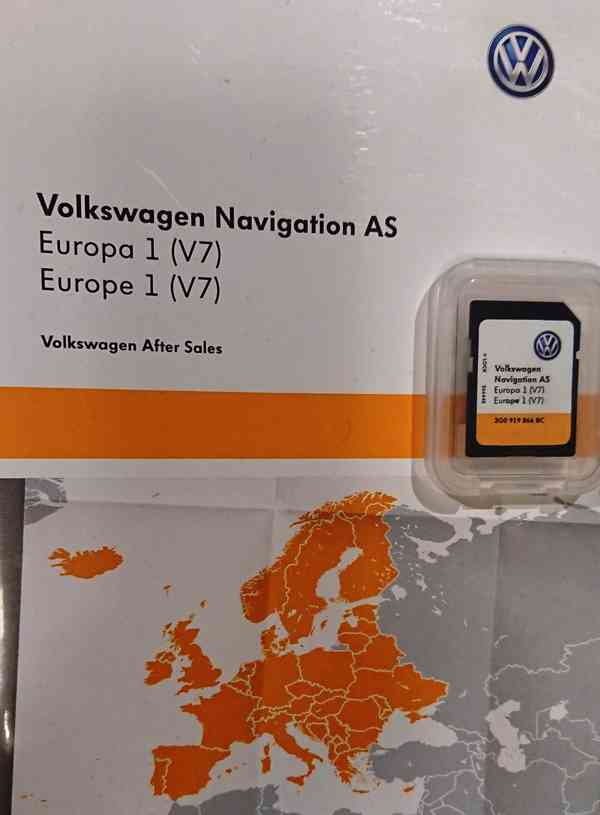 Volkswagen Navigation AS
Europa 1 (V7)
Europe 1 (V7)
Volkswagen After Sales
Volkswagen
Navigation AS
Europa 1 (V7)
Europe 1 (V7)
3G0 919 866 BC